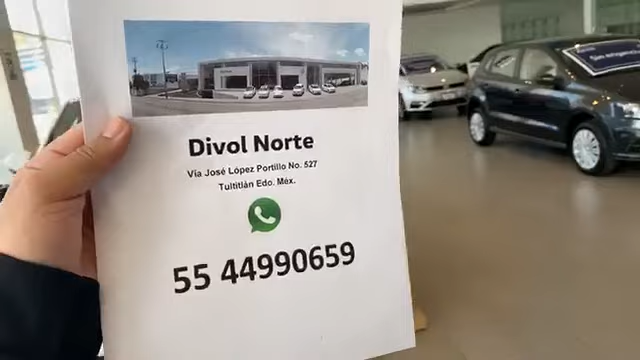 Divol Norte
Vía José López Portillo No. 527
Tultitlán Edo. Méx.
55 44990659